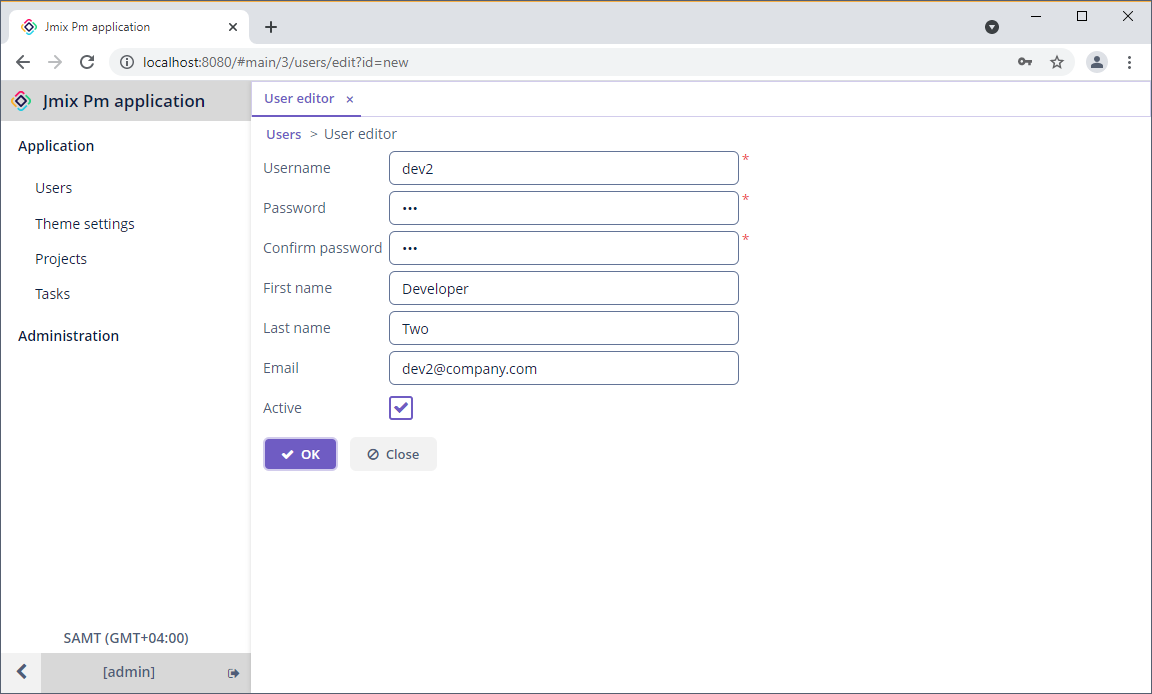 Jmix Pm application
localhost:8080/#main/3/users/edit?id=new
Jmix Pm application
Application
Users
Theme settings
Projects
Tasks
Administration
SAMT (GMT+04:00)
[admin]
User editor ×
Users > User editor
Username dev2 *
Password ••• *
Confirm password ••• *
First name Developer
Last name Two
Email dev2@company.com
Active
OK Close